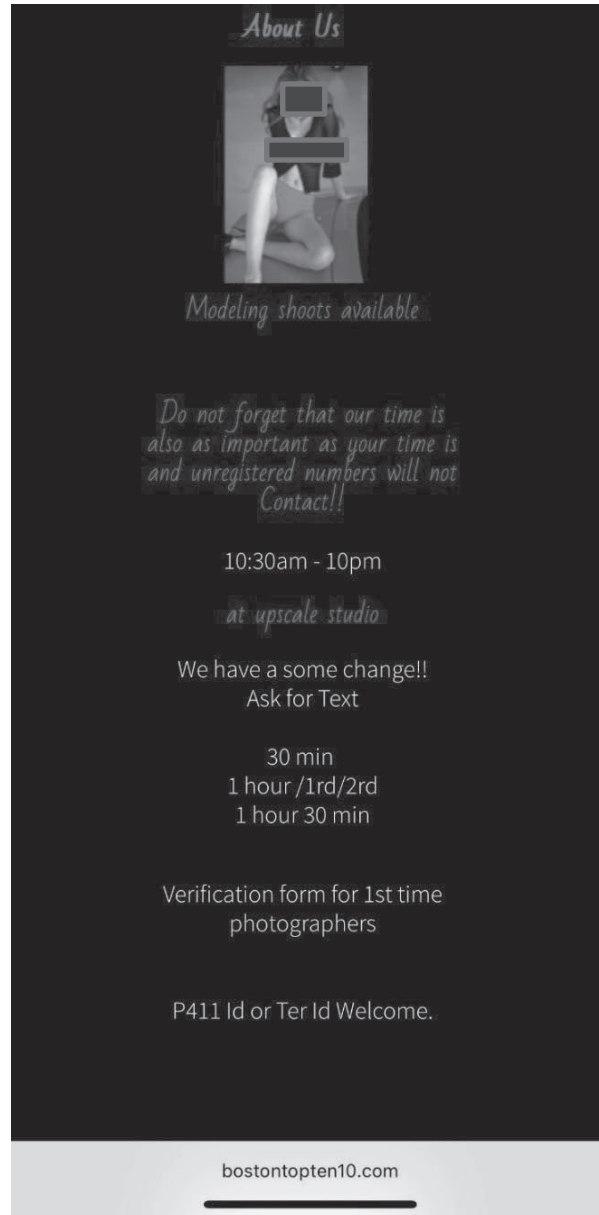 About Us
Modeling shoots available
Do not forget that our time is
also as important as your time is
and unregistered numbers will not
Contact!!
10:30am - 10pm
at upscale studio
We have a some change!!
Ask for Text
30 min
1 hour /1rd/2rd
1 hour 30 min
Verification form for 1st time
photographers
P411 Id or Ter Id Welcome.
bostontopten10.com